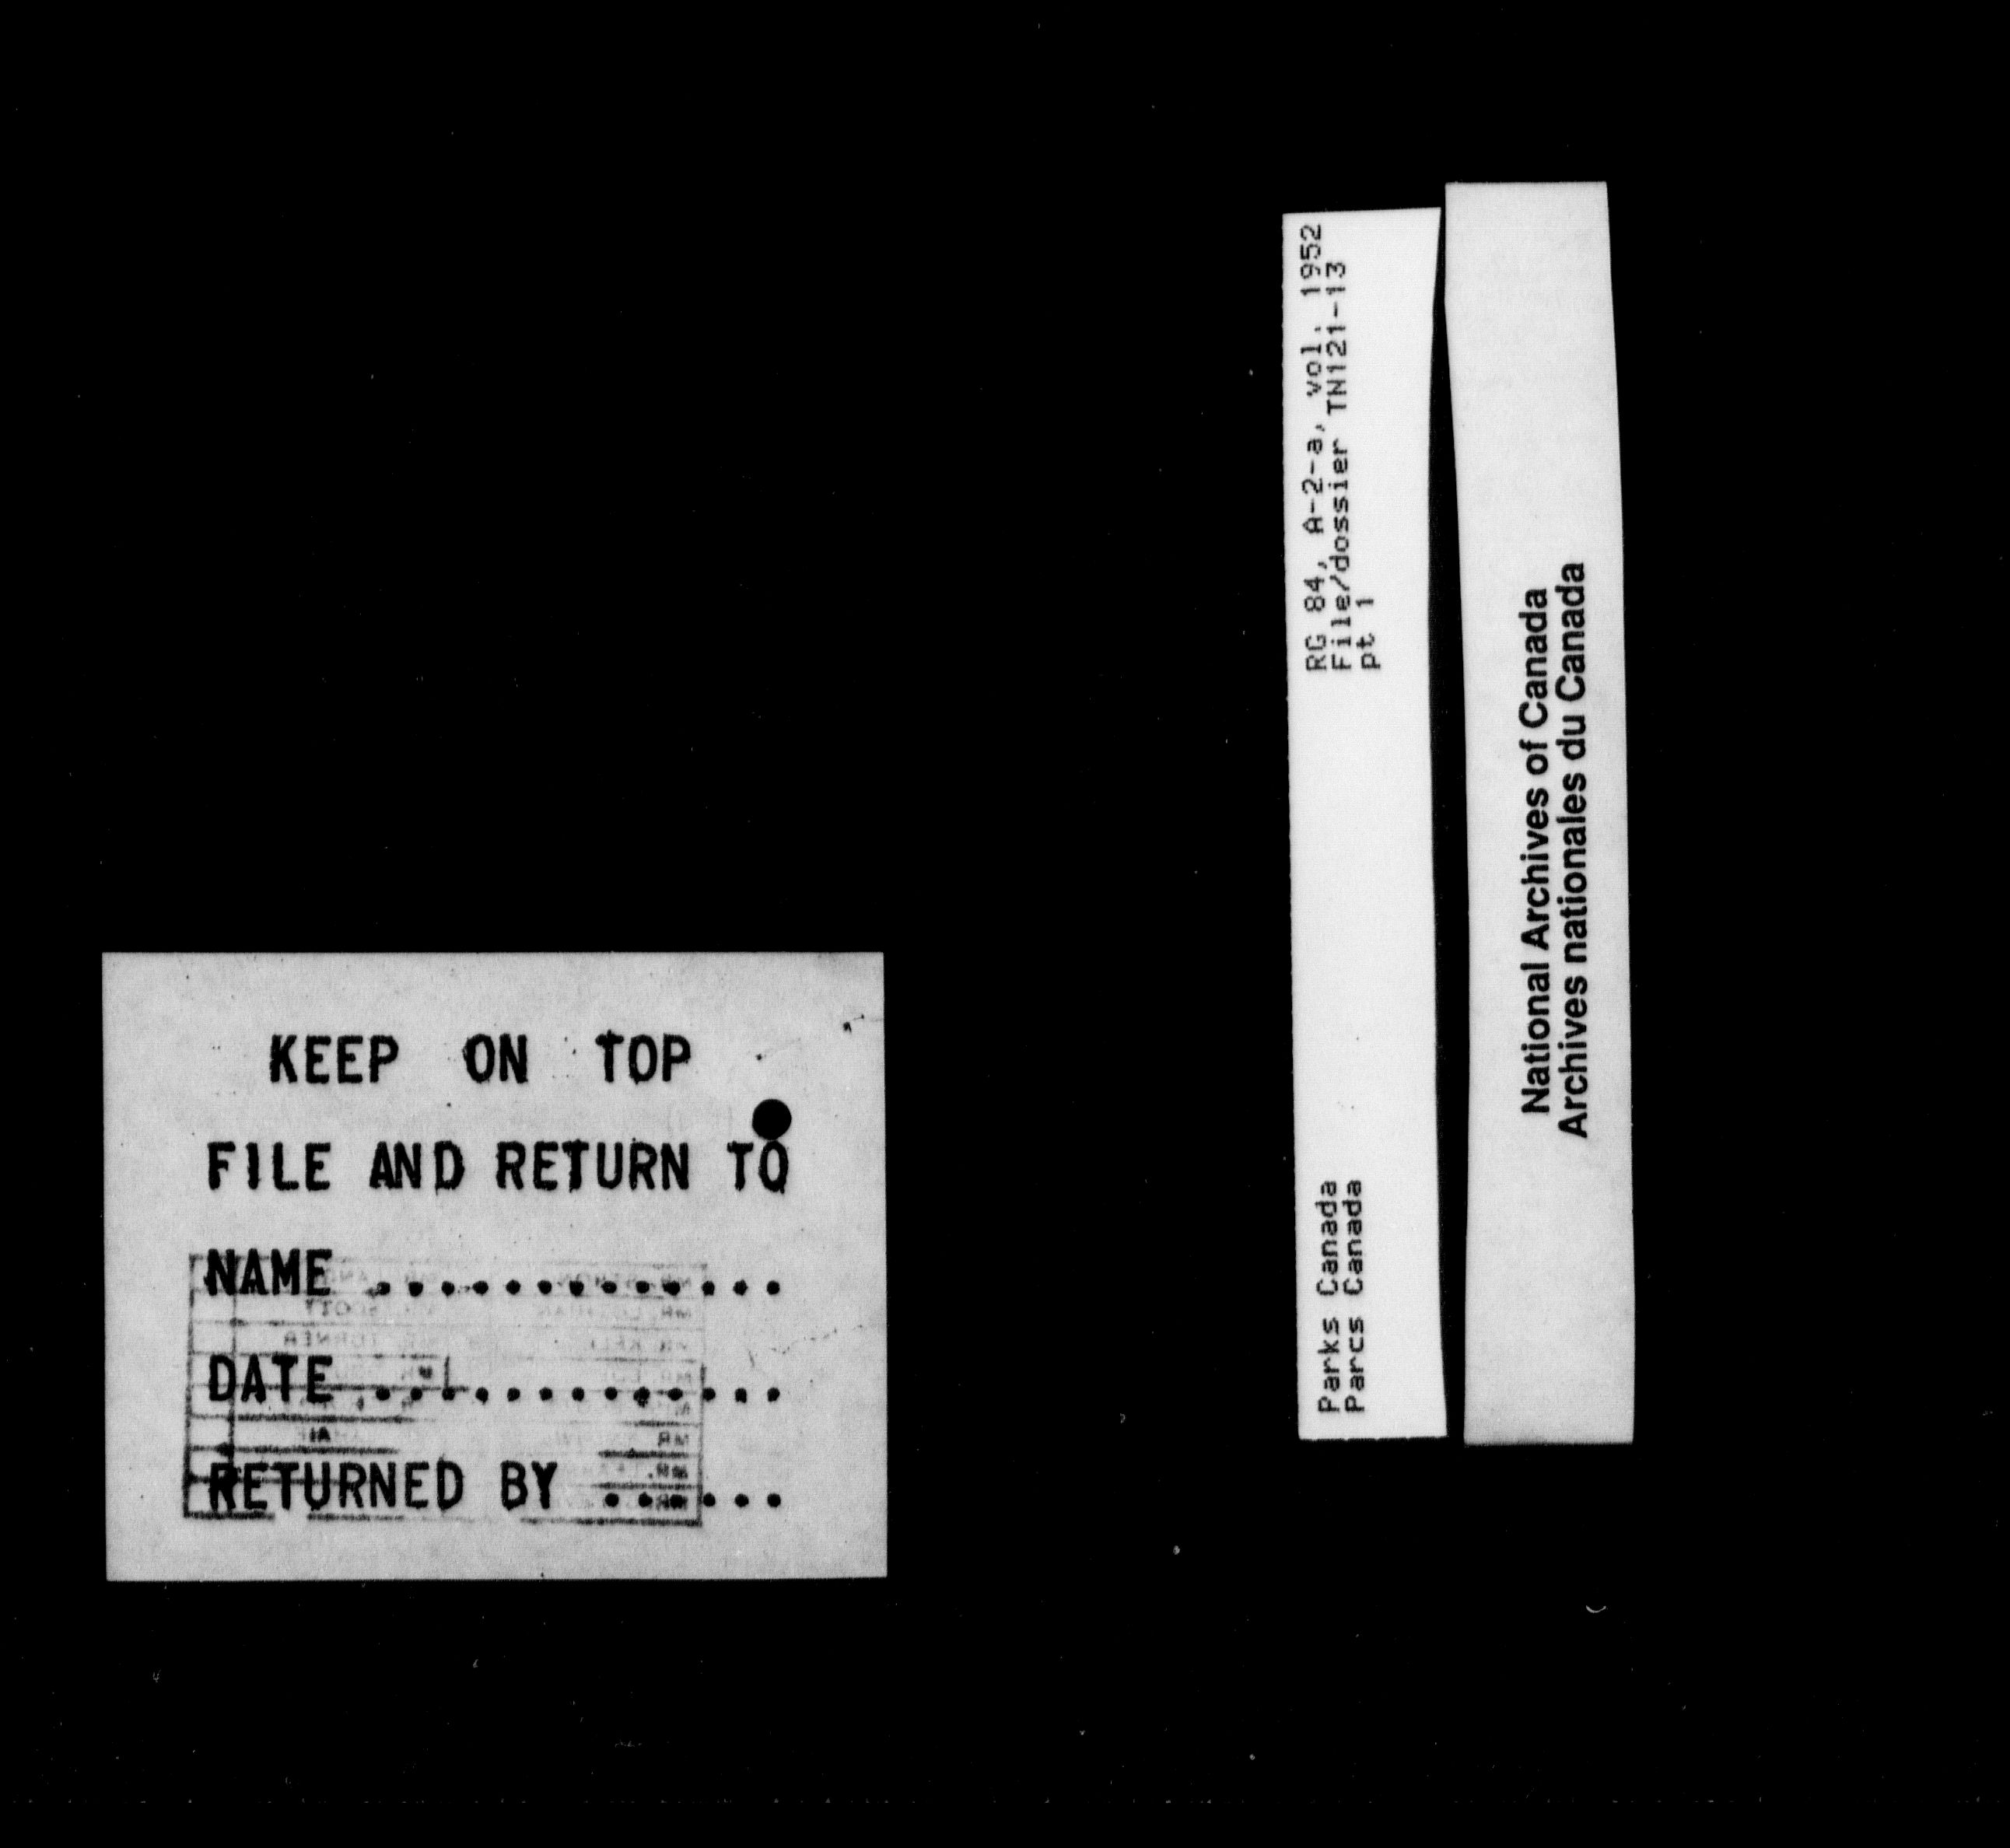 KEEP ON TOP
FILE AND RETURN TO
NAME .............
DATE .............
RETURNED BY ......
RG 84, A-2-a, vol. 1952
File/dossier TN121-13
pt 1
Parks Canada
Parcs Canada
National Archives of Canada
Archives nationales du Canada